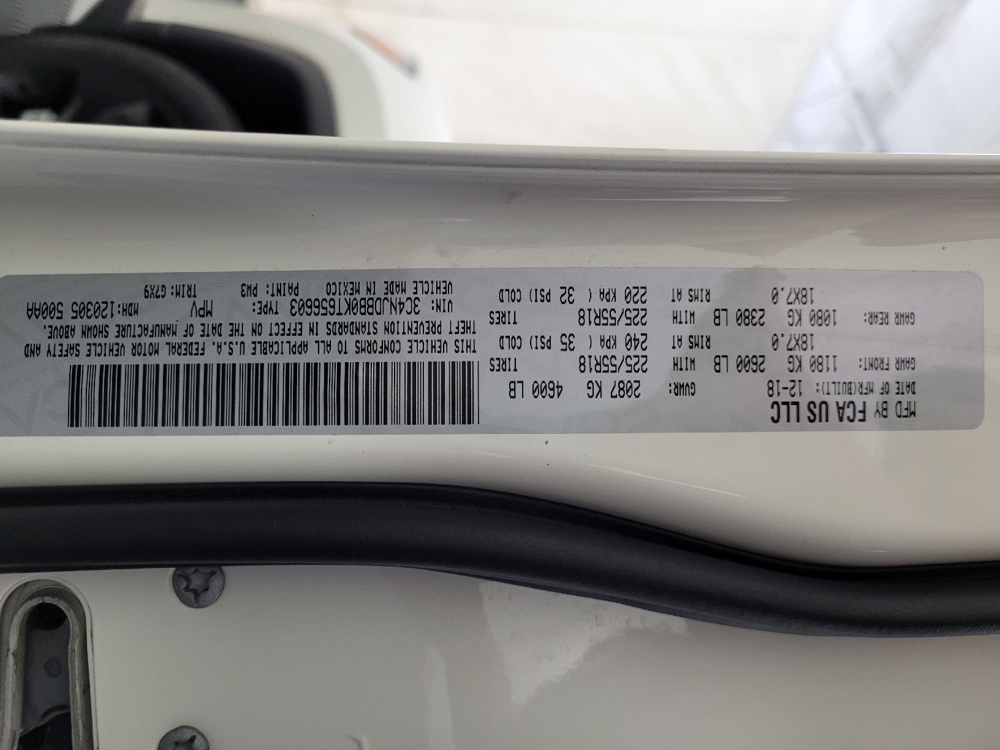 MFD BY FCA US LLC
DATE OF MFR(BUILT): 12-18 GVWR: 2087 KG 4600 LB
GAWR FRONT: 1180 KG 2600 LB WITH 225/55R18 TIRES
18X7.0 RIMS AT 240 KPA ( 35 PSI) COLD
GAWR REAR: 1080 KG 2380 LB WITH 225/55R18 TIRES
18X7.0 RIMS AT 220 KPA ( 32 PSI) COLD
THIS VEHICLE CONFORMS TO ALL APPLICABLE U.S.A. FEDERAL MOTOR VEHICLE SAFETY AND
THEFT PREVENTION STANDARDS IN EFFECT ON THE DATE OF MANUFACTURE SHOWN ABOVE.
VIN: 3C4NJDBB0KT656603 TYPE: MPV MDH: 120305 500AA
VEHICLE MADE IN MEXICO PAINT: PW3 TRIM: G7X9